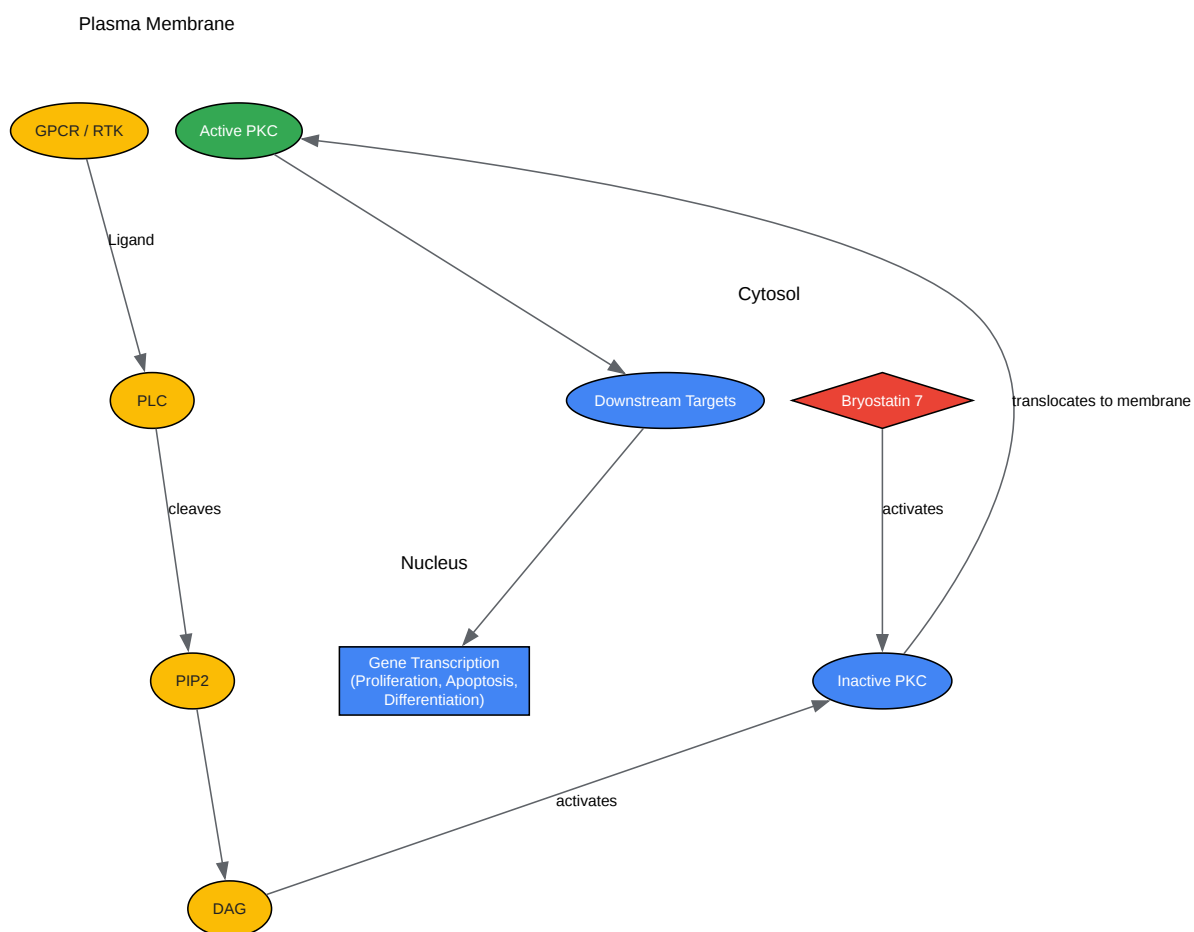 Plasma Membrane
GPCR / RTK
Active PKC
Ligand
Cytosol
PLC
Downstream Targets
Bryostatin 7
translocates to membrane
cleaves
activates
Nucleus
Gene Transcription
(Proliferation, Apoptosis,
Differentiation)
PIP2
Inactive PKC
activates
DAG